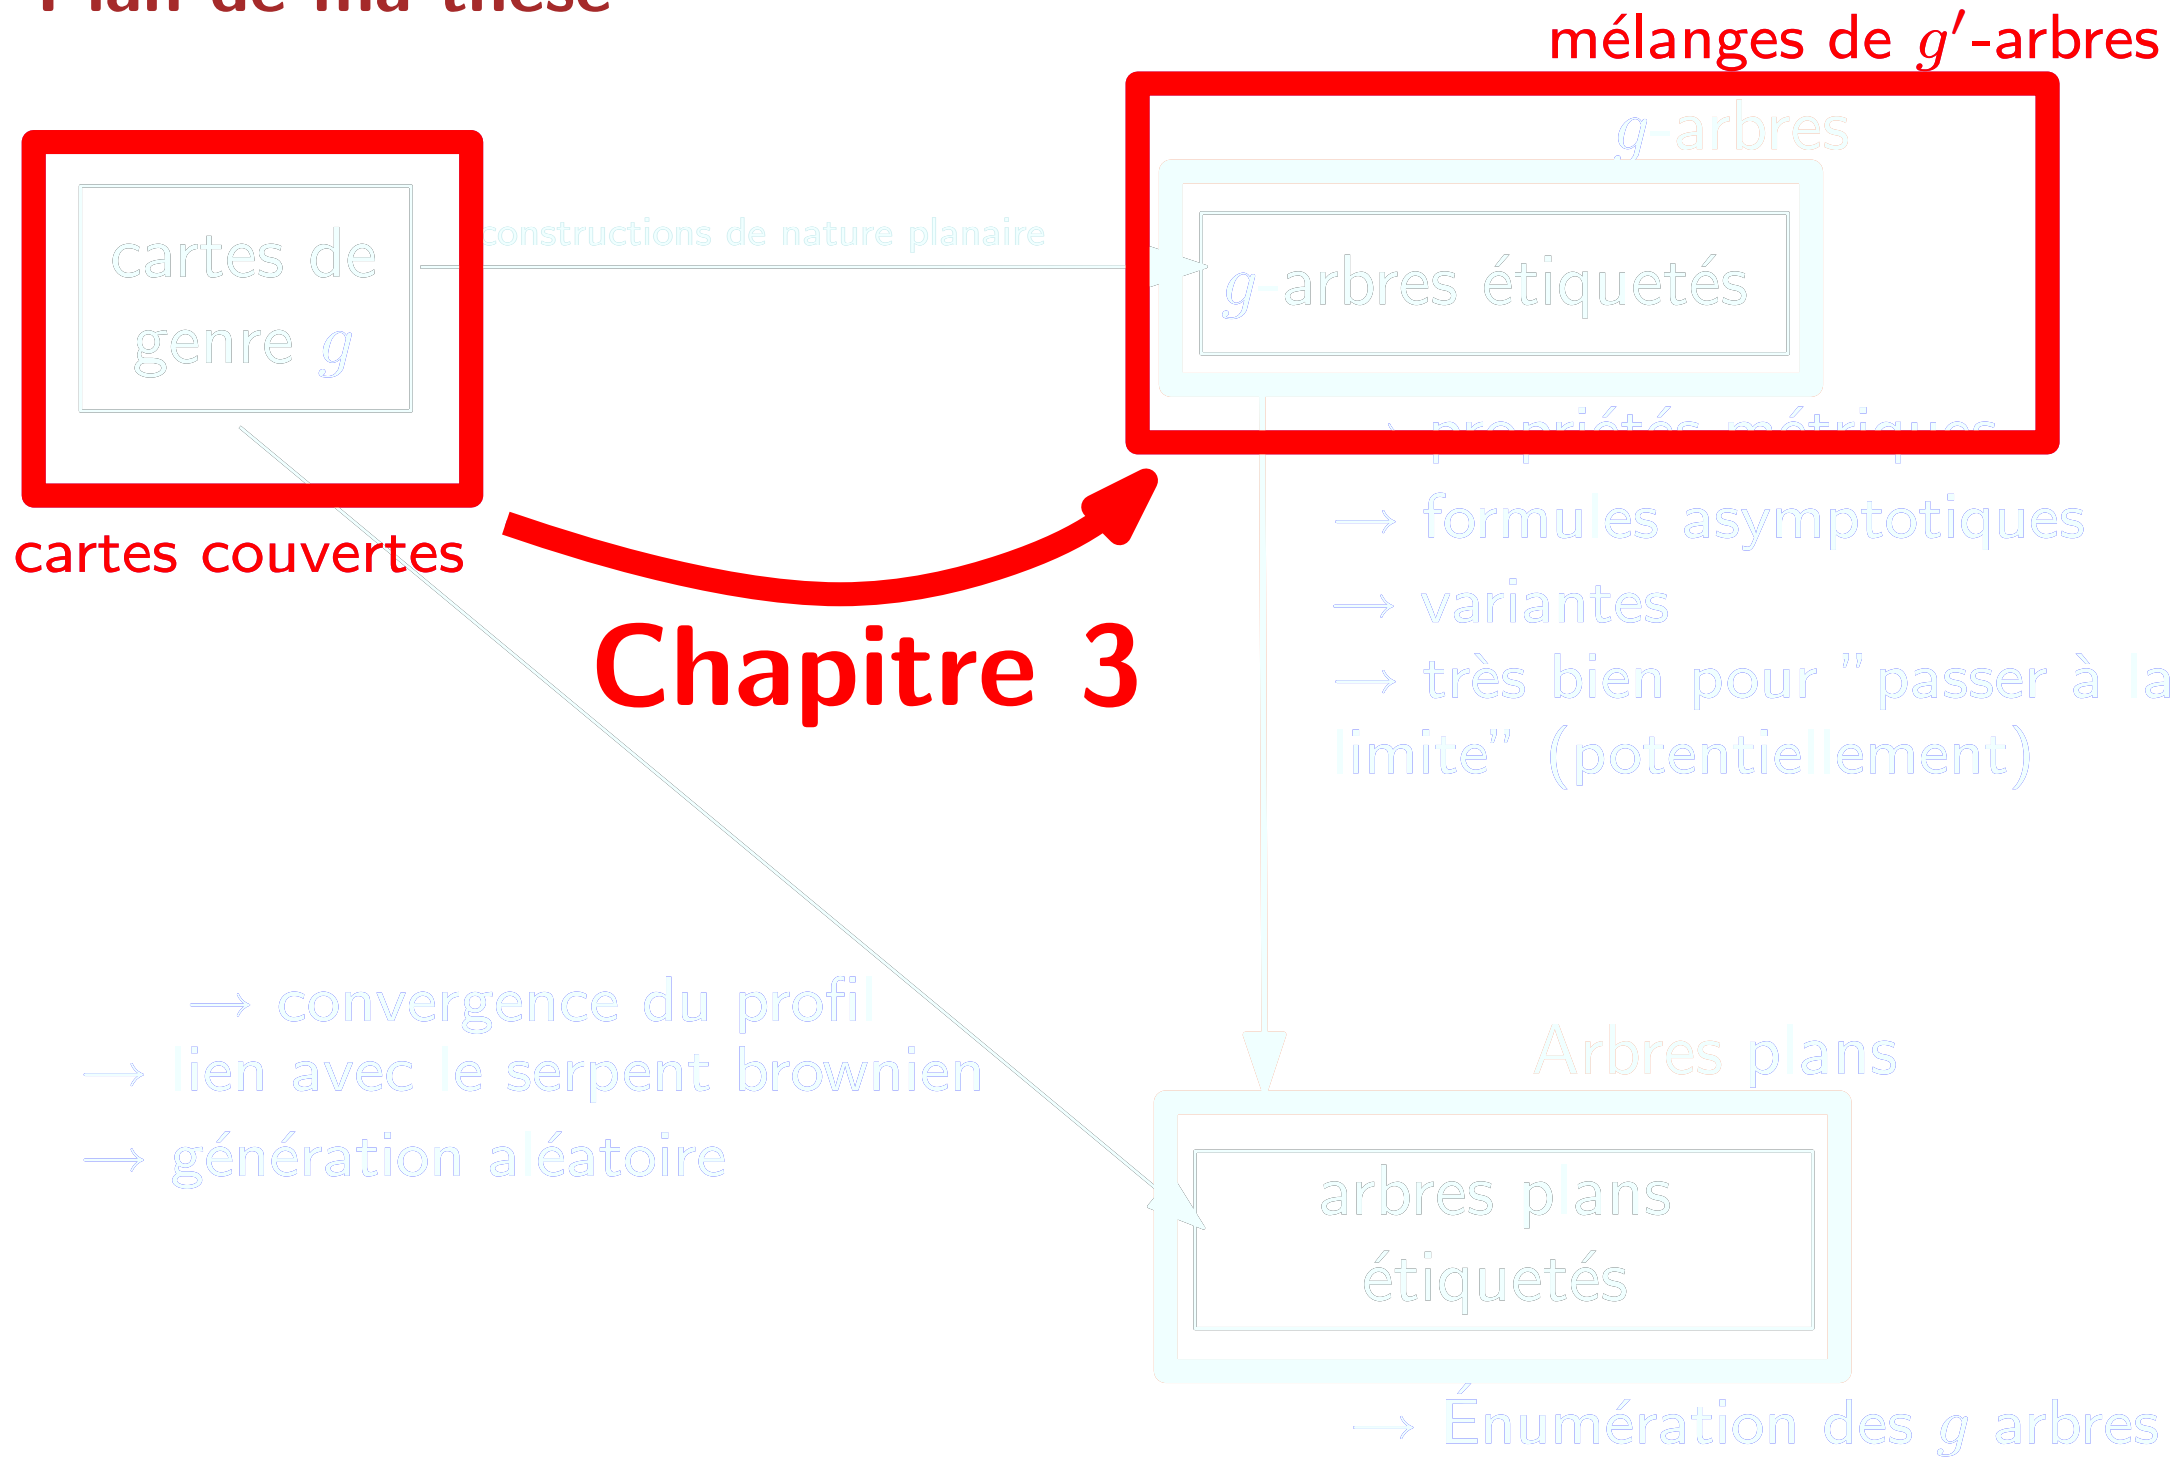 Plan de ma thèse
mélanges de g′-arbres
g-arbres
constructions de nature planaire
cartes de
genre g
g-arbres étiquetés
→ propriétés métriques
→ formules asymptotiques
cartes couvertes
→ variantes
Chapitre 3
→ très bien pour "passer à la
limite" (potentiellement)
→ convergence du profil
→ lien avec le serpent brownien
→ génération aléatoire
Arbres plans
arbres plans
étiquetés
→ Énumération des g arbres